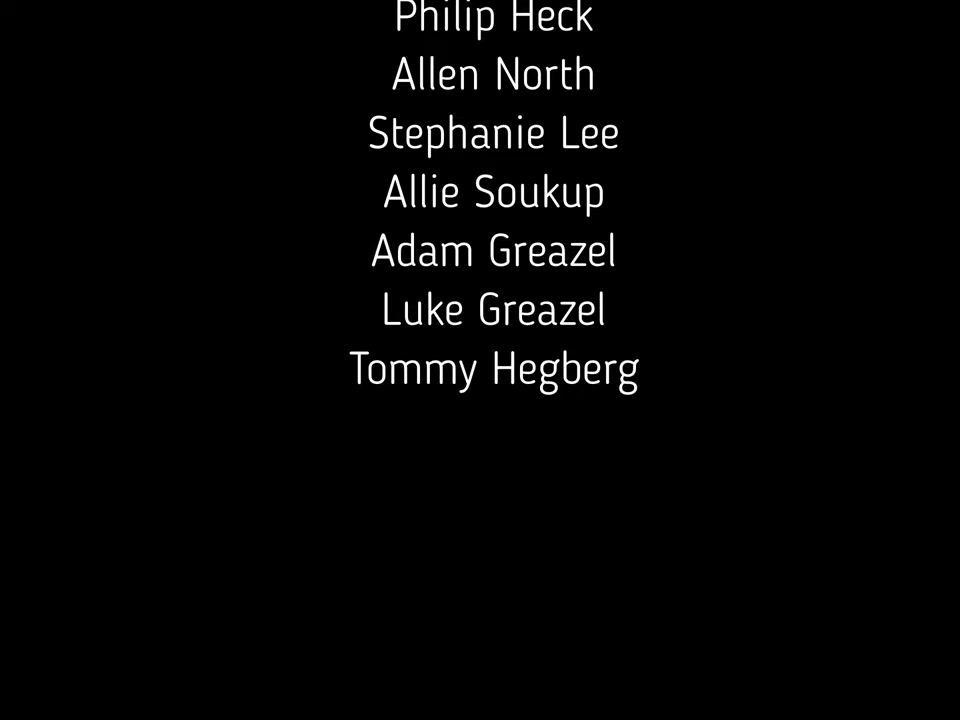 Philip Heck
Allen North
Stephanie Lee
Allie Soukup
Adam Greazel
Luke Greazel
Tommy Hegberg